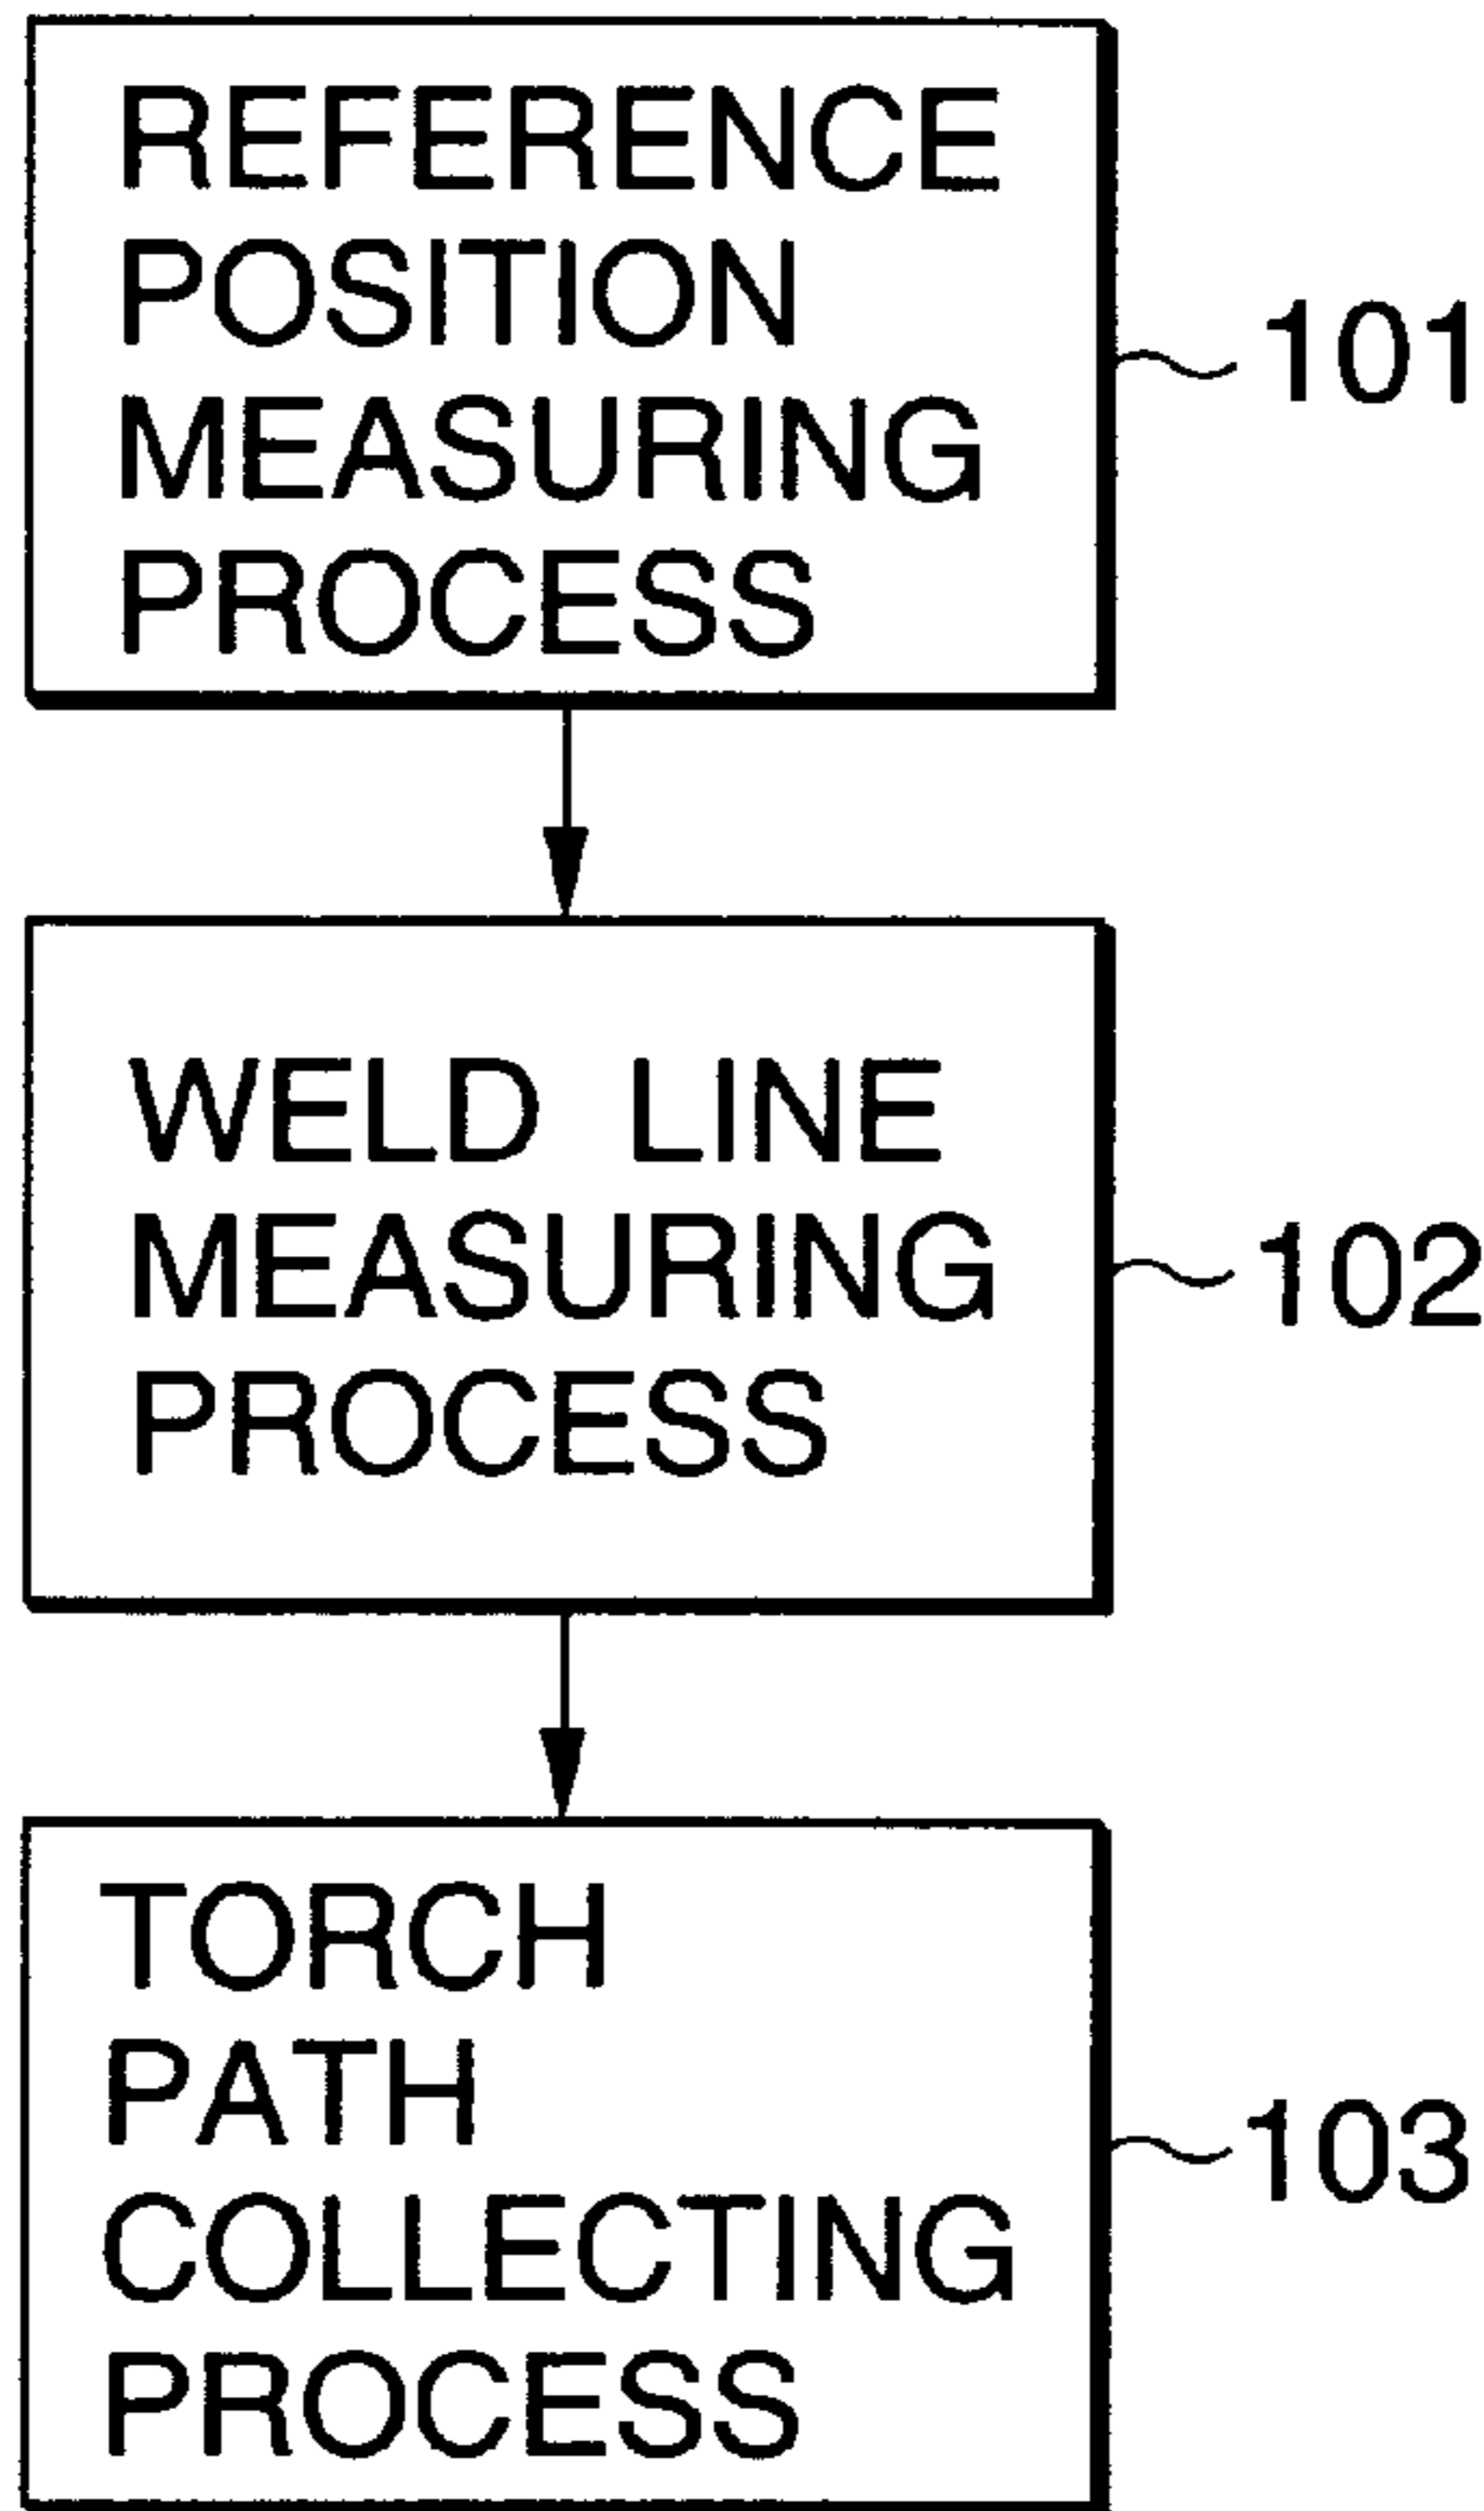 REFERENCE
POSITION
MEASURING
PROCESS
101
WELD LINE
MEASURING
PROCESS
102
TORCH
PATH
COLLECTING
PROCESS
103